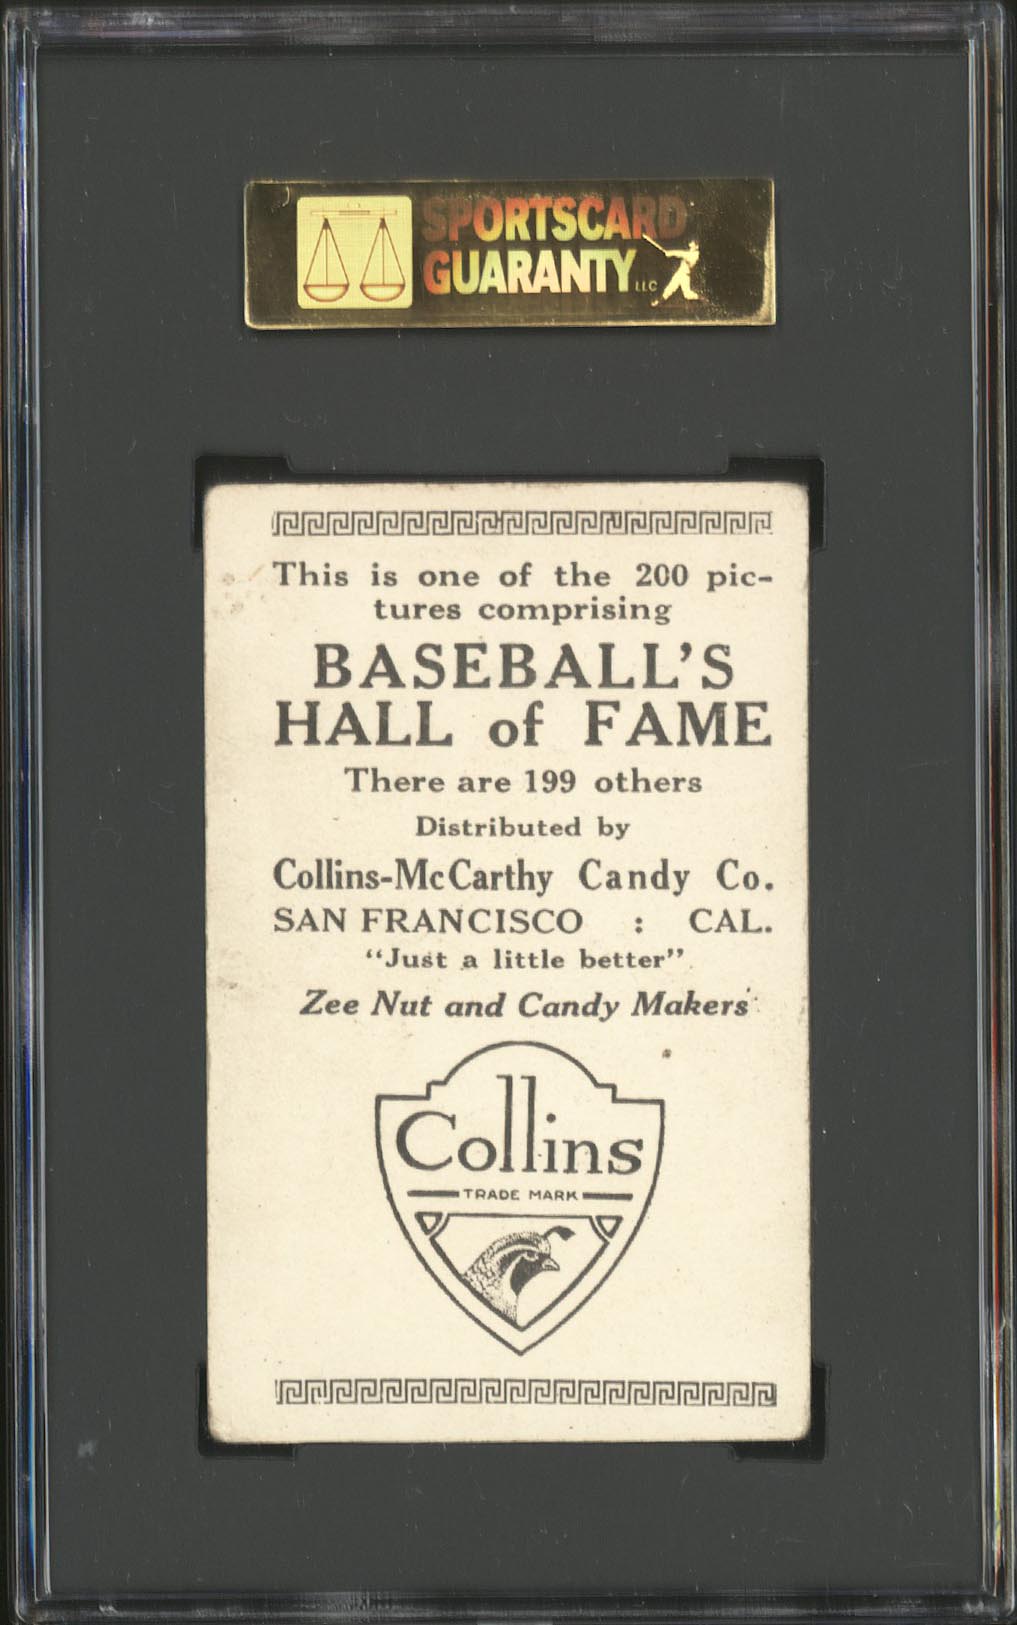 SPORTSCARD
GUARANTY LLC
This is one of the 200 pic-
tures comprising
BASEBALL'S
HALL of FAME
There are 199 others
Distributed by
Collins-McCarthy Candy Co.
SAN FRANCISCO : CAL.
"Just a little better"
Zee Nut and Candy Makers
Collins
TRADE MARK